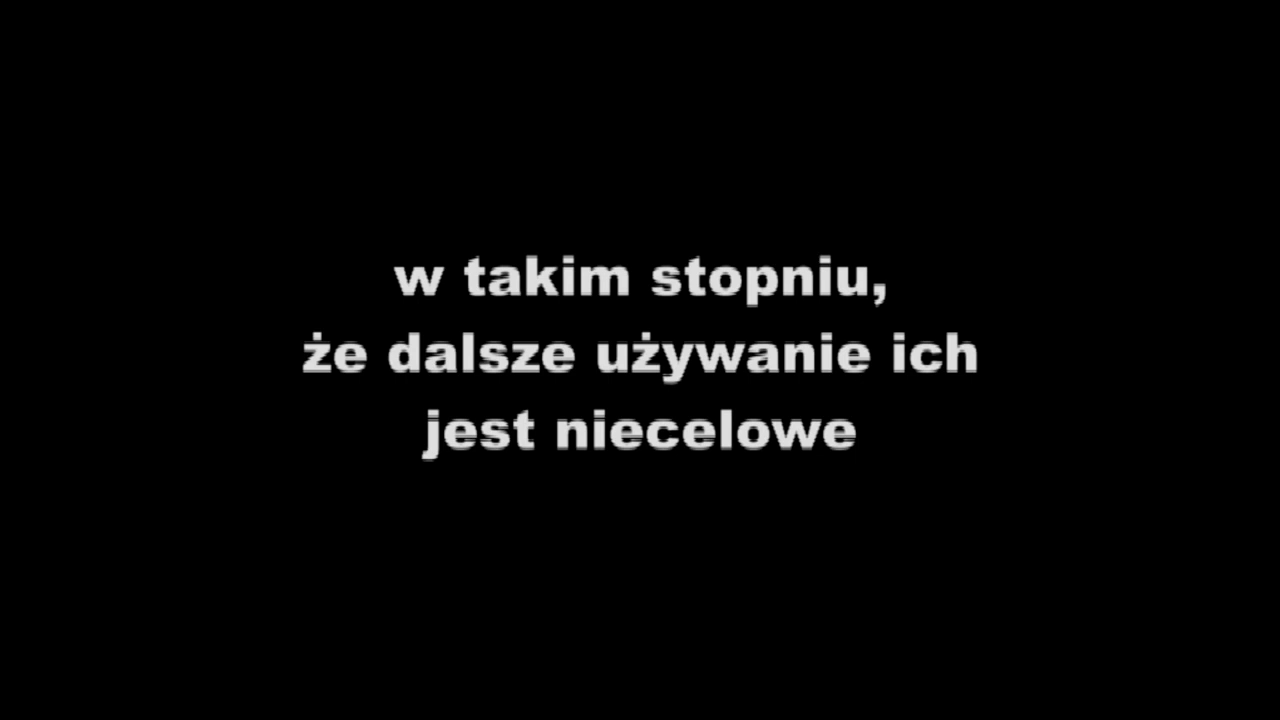 w takim stopniu,
że dalsze używanie ich
jest niecelowe